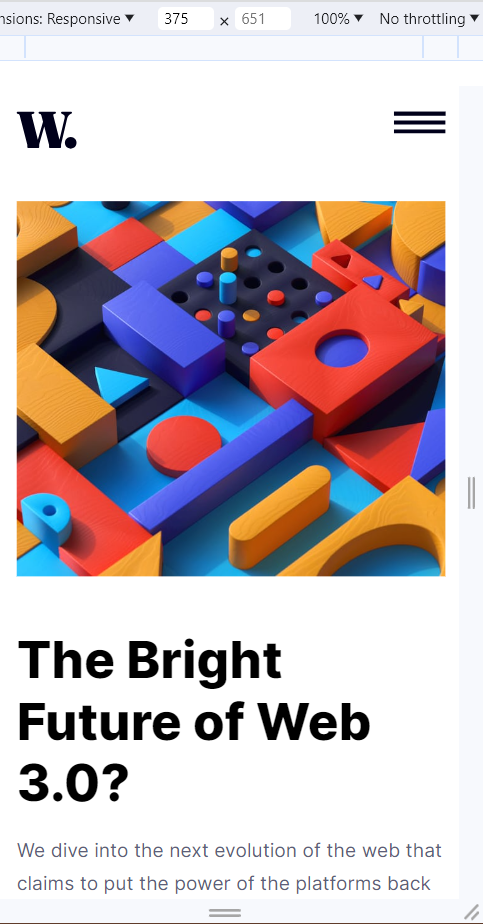 nsions: Responsive ▼ 375 × 651 100% ▼ No throttling ▼
W.
The Bright
Future of Web
3.0?
We dive into the next evolution of the web that
claims to put the power of the platforms back